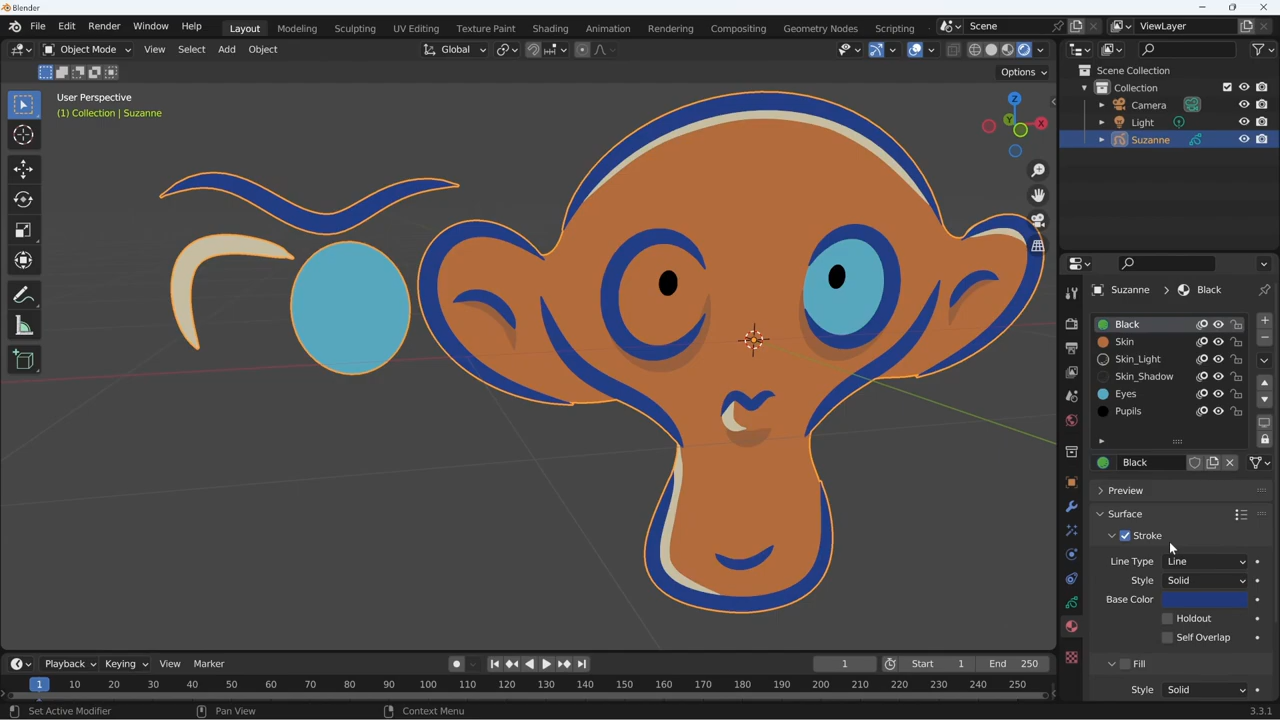 Blender
File Edit Render Window Help
Layout Modeling Sculpting UV Editing Texture Paint Shading Animation Rendering Compositing Geometry Nodes Scripting
Scene
ViewLayer
Object Mode View Select Add Object
Global
Options
User Perspective
(1) Collection | Suzanne
Z
Y
X
Scene Collection
Collection
Camera
Light
Suzanne
Suzanne > Black
Black
Skin
Skin_Light
Skin_Shadow
Eyes
Pupils
Black
Preview
Surface
Stroke
Line Type Line
Style Solid
Base Color
Holdout
Self Overlap
Fill
Style Solid
Playback Keying View Marker
1
Start 1
End 250
1 10 20 30 40 50 60 70 80 90 100 110 120 130 140 150 160 170 180 190 200 210 220 230 240 250
Set Active Modifier
Pan View
Context Menu
3.3.1